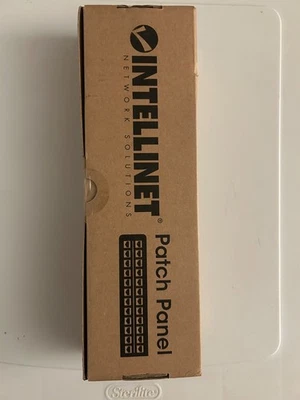 INTELLINET®
NETWORK SOLUTIONS
Patch Panel
Sterilite